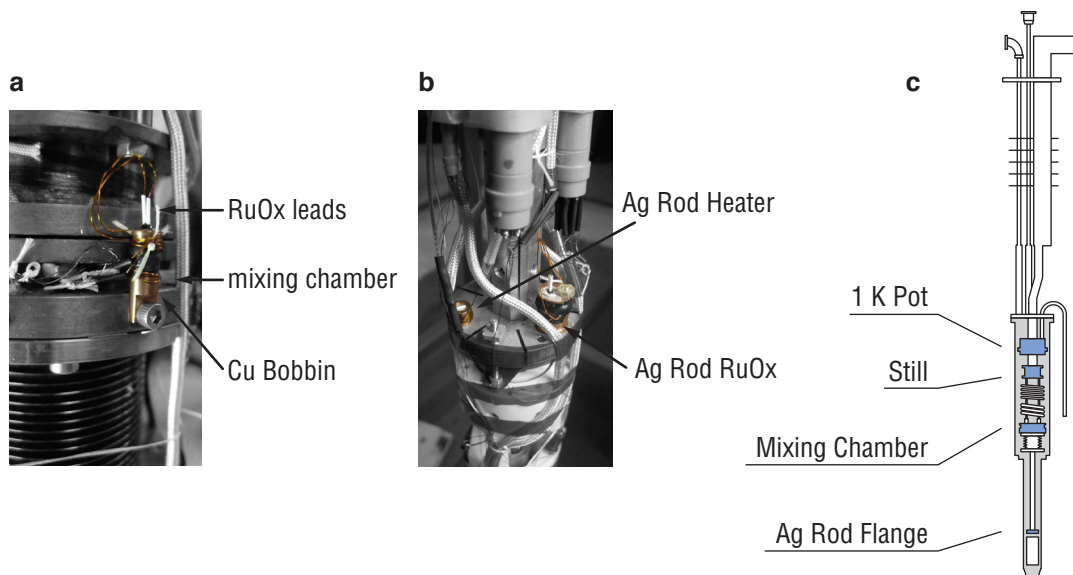 a
b
c
RuOx leads
mixing chamber
Cu Bobbin
Ag Rod Heater
Ag Rod RuOx
1 K Pot
Still
Mixing Chamber
Ag Rod Flange